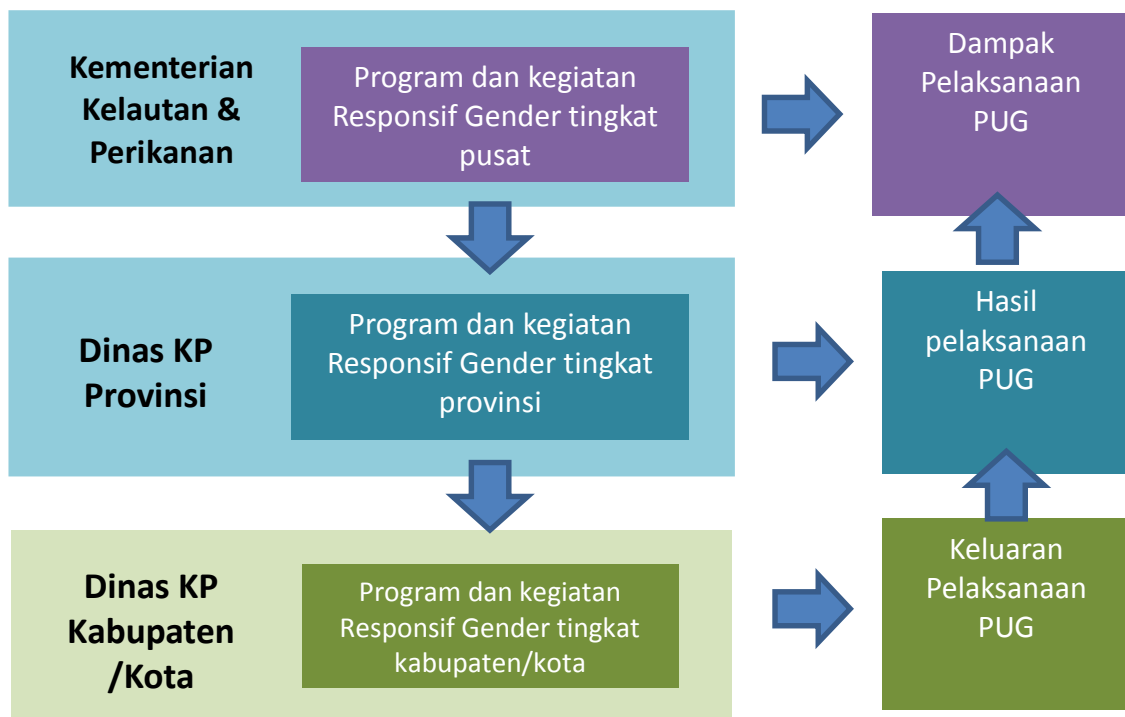 Kementerian
Kelautan &
Perikanan
Program dan kegiatan
Responsif Gender tingkat
pusat
Dampak
Pelaksanaan
PUG
Dinas KP
Provinsi
Program dan kegiatan
Responsif Gender tingkat
provinsi
Hasil
pelaksanaan
PUG
Dinas KP
Kabupaten
/Kota
Program dan kegiatan
Responsif Gender tingkat
kabupaten/kota
Keluaran
Pelaksanaan
PUG